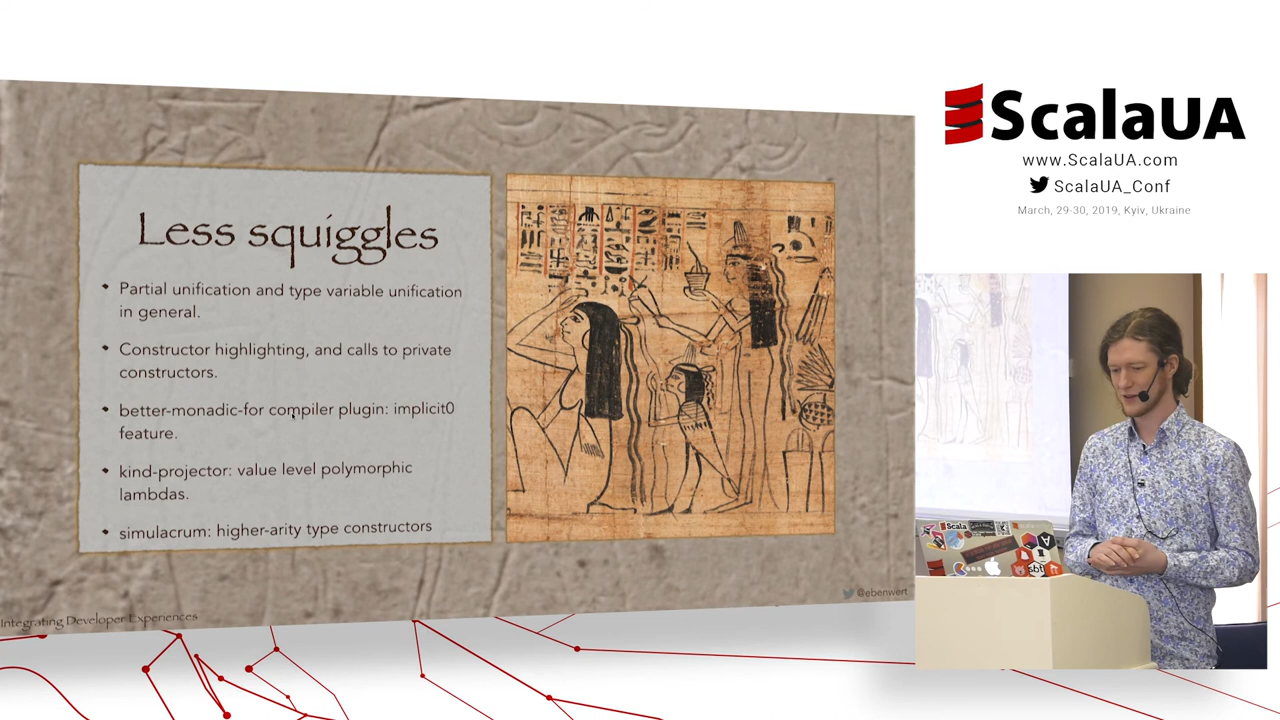 Less squiggles
Partial unification and type variable unification
in general.
Constructor highlighting, and calls to private
constructors.
better-monadic-for compiler plugin: implicit0
feature.
kind-projector: value level polymorphic
lambdas.
simulacrum: higher-arity type constructors
Integrating Developer Experiences
@ebenwert
ScalaUA
www.ScalaUA.com
ScalaUA_Conf
March, 29-30, 2019, Kyiv, Ukraine
Scala
sbt